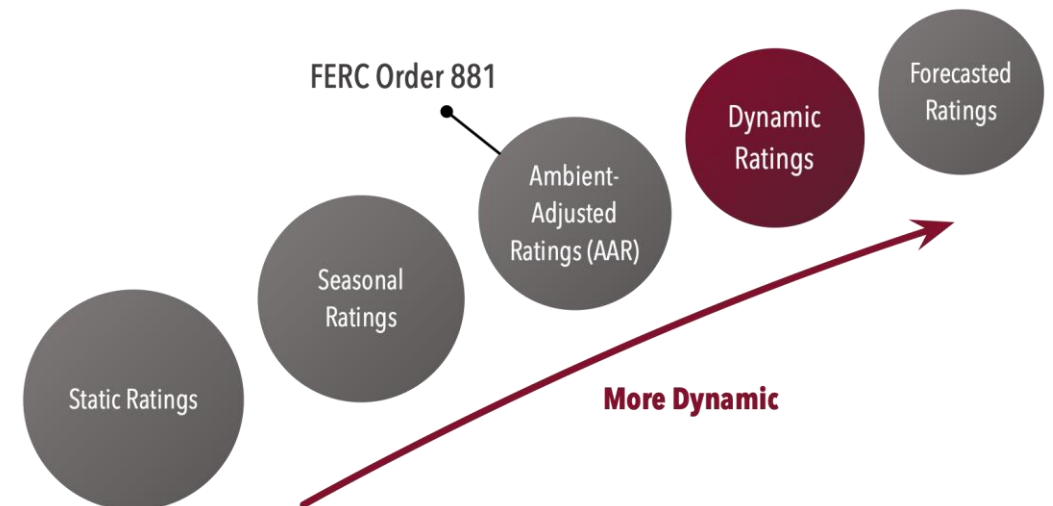 FERC Order 881
Forecasted
Ratings
Dynamic
Ratings
Ambient-
Adjusted
Ratings (AAR)
Seasonal
Ratings
Static Ratings
More Dynamic